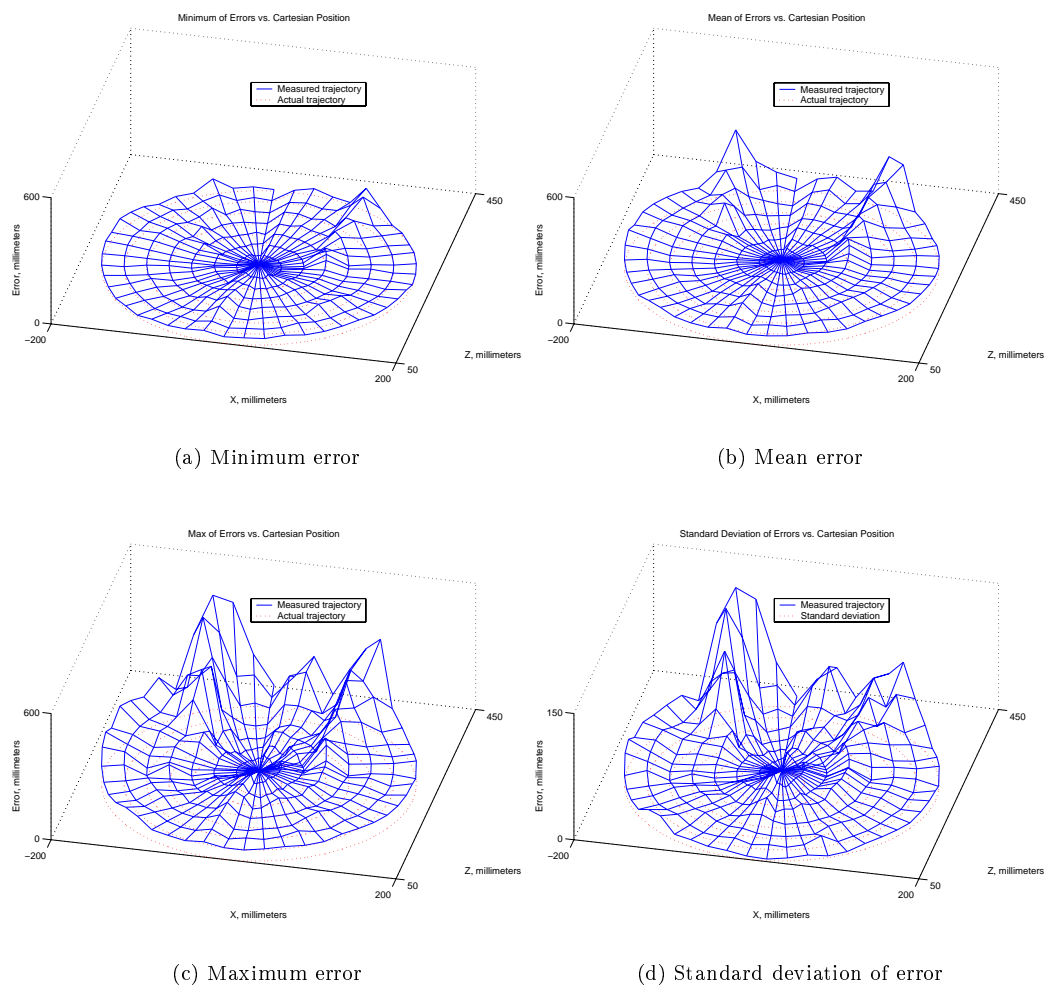 Minimum of Errors vs. Cartesian Position
Measured trajectory
Actual trajectory
600
450
Error, millimeters
0
−200
Z, millimeters
50
200
X, millimeters
(a) Minimum error
Mean of Errors vs. Cartesian Position
Measured trajectory
Actual trajectory
600
450
Error, millimeters
0
−200
Z, millimeters
50
200
X, millimeters
(b) Mean error
Max of Errors vs. Cartesian Position
Measured trajectory
Actual trajectory
600
450
Error, millimeters
0
−200
Z, millimeters
50
200
X, millimeters
(c) Maximum error
Standard Deviation of Errors vs. Cartesian Position
Measured trajectory
Standard deviation
150
450
Error, millimeters
0
−200
Z, millimeters
50
200
X, millimeters
(d) Standard deviation of error